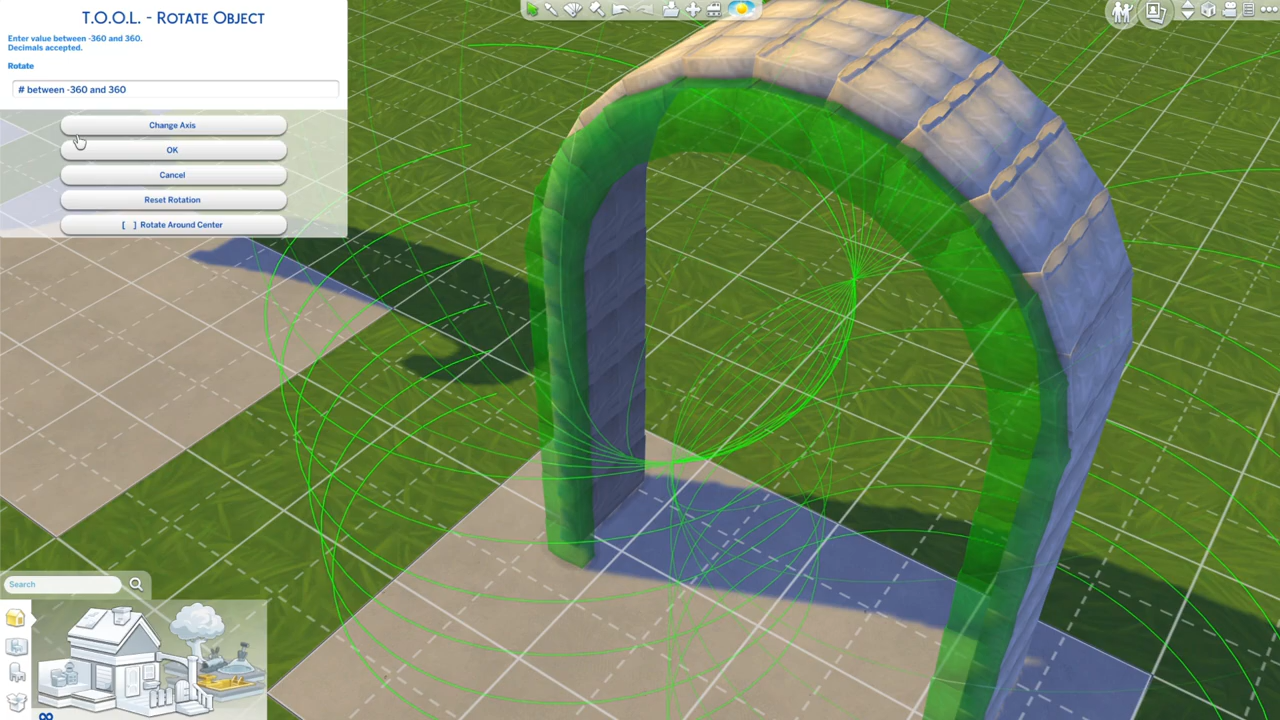 T.O.O.L. - Rotate Object
Enter value between -360 and 360.
Decimals accepted.
Rotate
# between -360 and 360
Change Axis
OK
Cancel
Reset Rotation
[ ] Rotate Around Center
Search